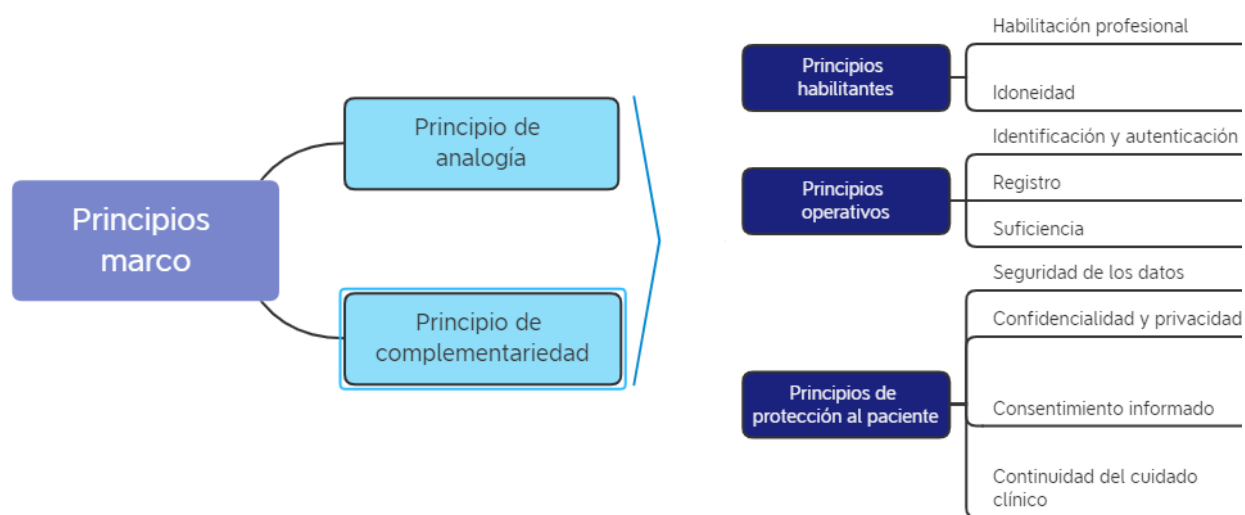 Principios
marco
Principio de
analogía
Principio de
complementariedad
Principios
habilitantes
Habilitación profesional
Idoneidad
Principios
operativos
Identificación y autenticación
Registro
Suficiencia
Principios de
protección al paciente
Seguridad de los datos
Confidencialidad y privacidad
Consentimiento informado
Continuidad del cuidado
clínico